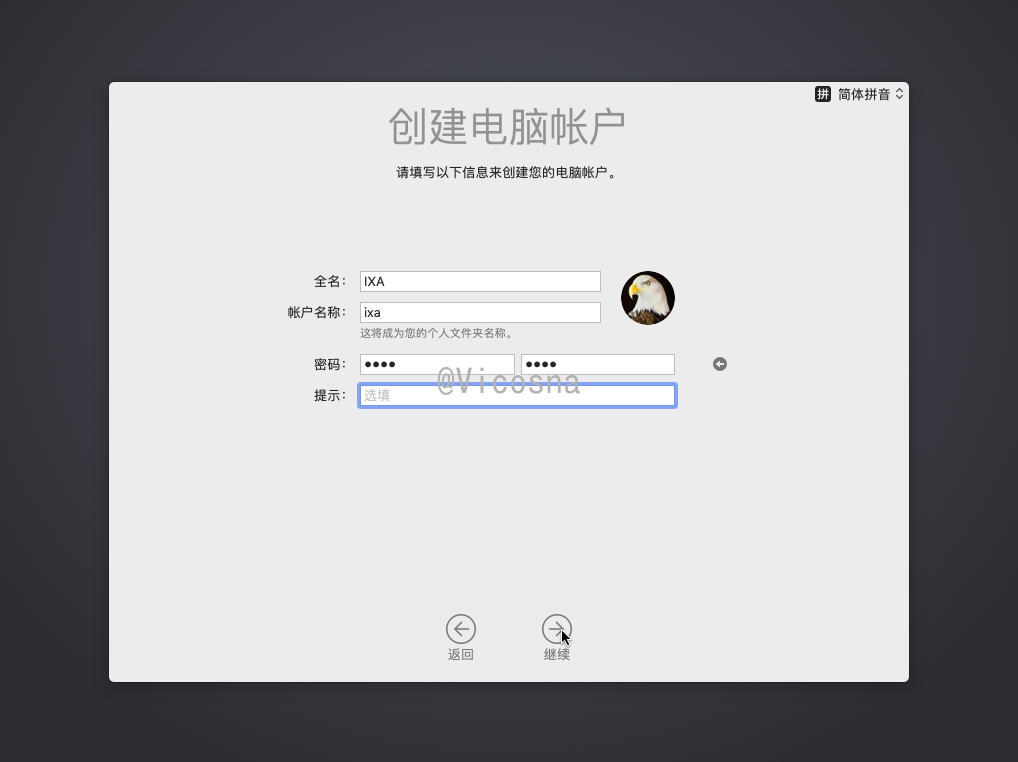 拼 简体拼音
创建电脑帐户
请填写以下信息来创建您的电脑帐户。
全名： IXA
帐户名称： ixa
这将成为您的个人文件夹名称。
密码： •••• ••••
@Vicosna
提示： 选填
返回 继续